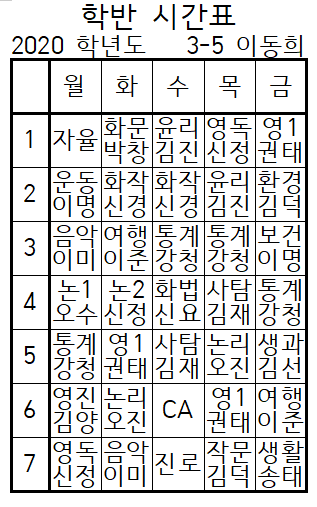 학반 시간표
2020 학년도 3-5 이동희
월 화 수 목 금
1 자율 화문 윤리 영독 영1
박창 김진 신정 권태
2 운동 화작 화작 윤리 환경
이명 신경 신경 김진 김덕
3 음악 여행 통계 통계 보건
이미 이준 강청 강청 이명
4 논1 논2 화법 사탐 통계
오수 신정 신요 김재 강청
5 통계 영1 사탐 논리 생과
강청 권태 김재 오진 김선
6 영진 논리 CA 영1 여행
김양 오진 권태 이준
7 영독 음악 진로 작문 생활
신정 이미 김덕 송태